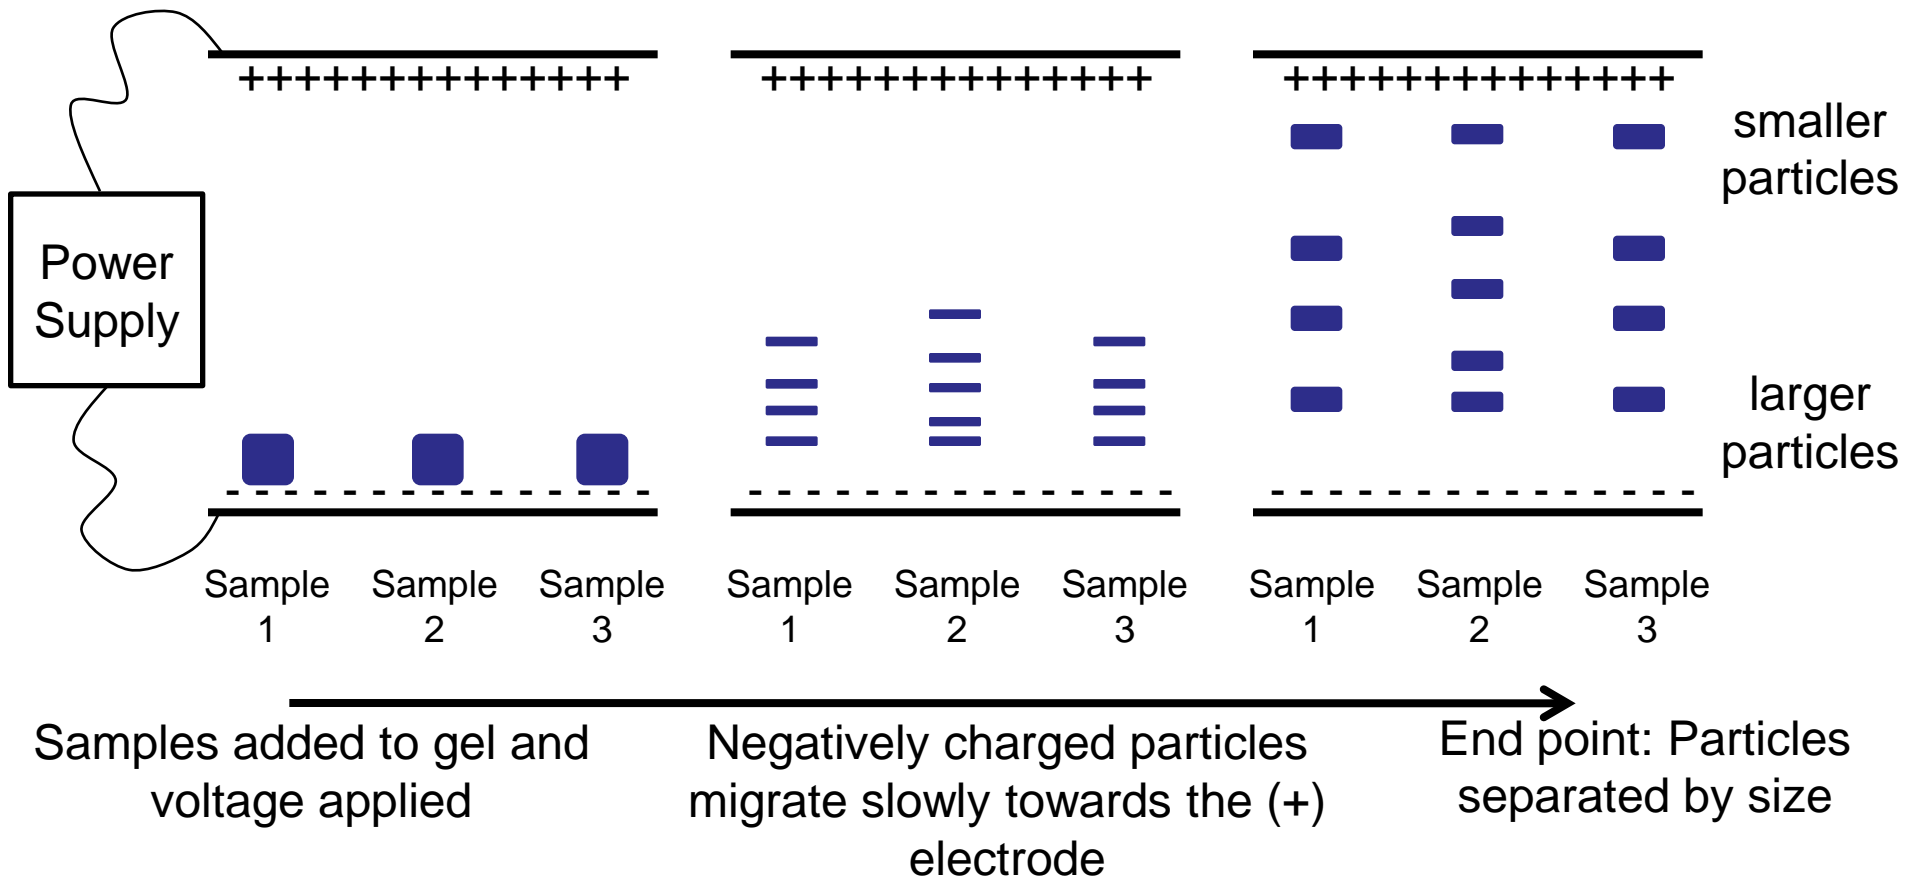 ++++++++++++++
++++++++++++++
++++++++++++++
smaller
particles
Power
Supply
larger
particles
- - - - - - - - - - - - - -
- - - - - - - - - - - - - -
- - - - - - - - - - - - - -
Sample
1
Sample
2
Sample
3
Sample
1
Sample
2
Sample
3
Sample
1
Sample
2
Sample
3
Samples added to gel and
voltage applied
Negatively charged particles
migrate slowly towards the (+)
electrode
End point: Particles
separated by size